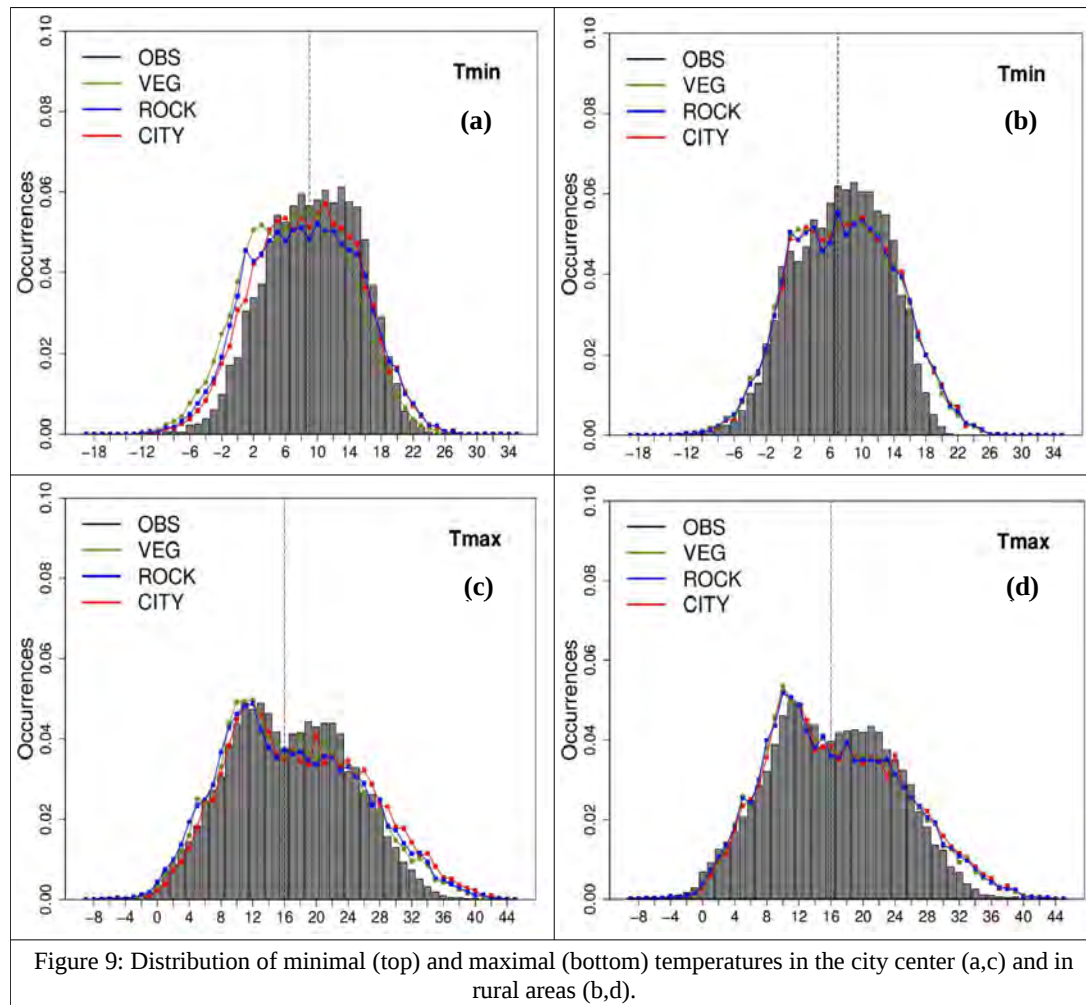 OBS
VEG
ROCK
CITY
Tmin
(a)
Occurrences
0.00 0.02 0.04 0.06 0.08 0.10
−18 −12 −6 −2 2 6 10 14 18 22 26 30 34
OBS
VEG
ROCK
CITY
Tmin
(b)
Occurrences
0.00 0.02 0.04 0.06 0.08 0.10
−18 −12 −6 −2 2 6 10 14 18 22 26 30 34
OBS
VEG
ROCK
CITY
Tmax
(c)
Occurrences
0.00 0.02 0.04 0.06 0.08 0.10
−8 −4 0 4 8 12 16 20 24 28 32 36 40 44
OBS
VEG
ROCK
CITY
Tmax
(d)
Occurrences
0.00 0.02 0.04 0.06 0.08 0.10
−8 −4 0 4 8 12 16 20 24 28 32 36 40 44
Figure 9: Distribution of minimal (top) and maximal (bottom) temperatures in the city center (a,c) and in
rural areas (b,d).